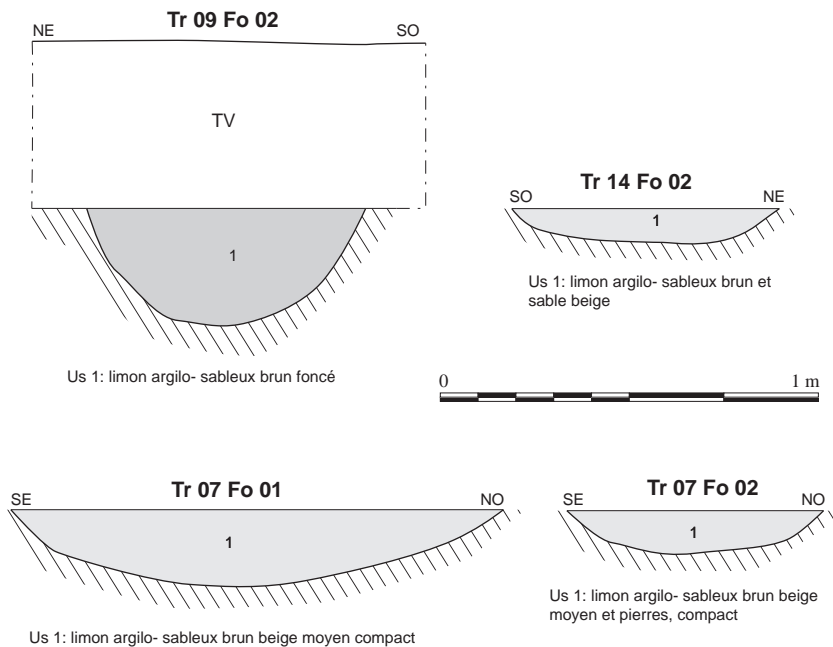 Tr 09 Fo 02
NE
SO
TV
1
Us 1: limon argilo- sableux brun foncé
Tr 14 Fo 02
SO
NE
1
Us 1: limon argilo- sableux brun et
sable beige
0
1 m
Tr 07 Fo 01
SE
NO
1
Us 1: limon argilo- sableux brun beige moyen compact
Tr 07 Fo 02
SE
NO
1
Us 1: limon argilo- sableux brun beige
moyen et pierres, compact